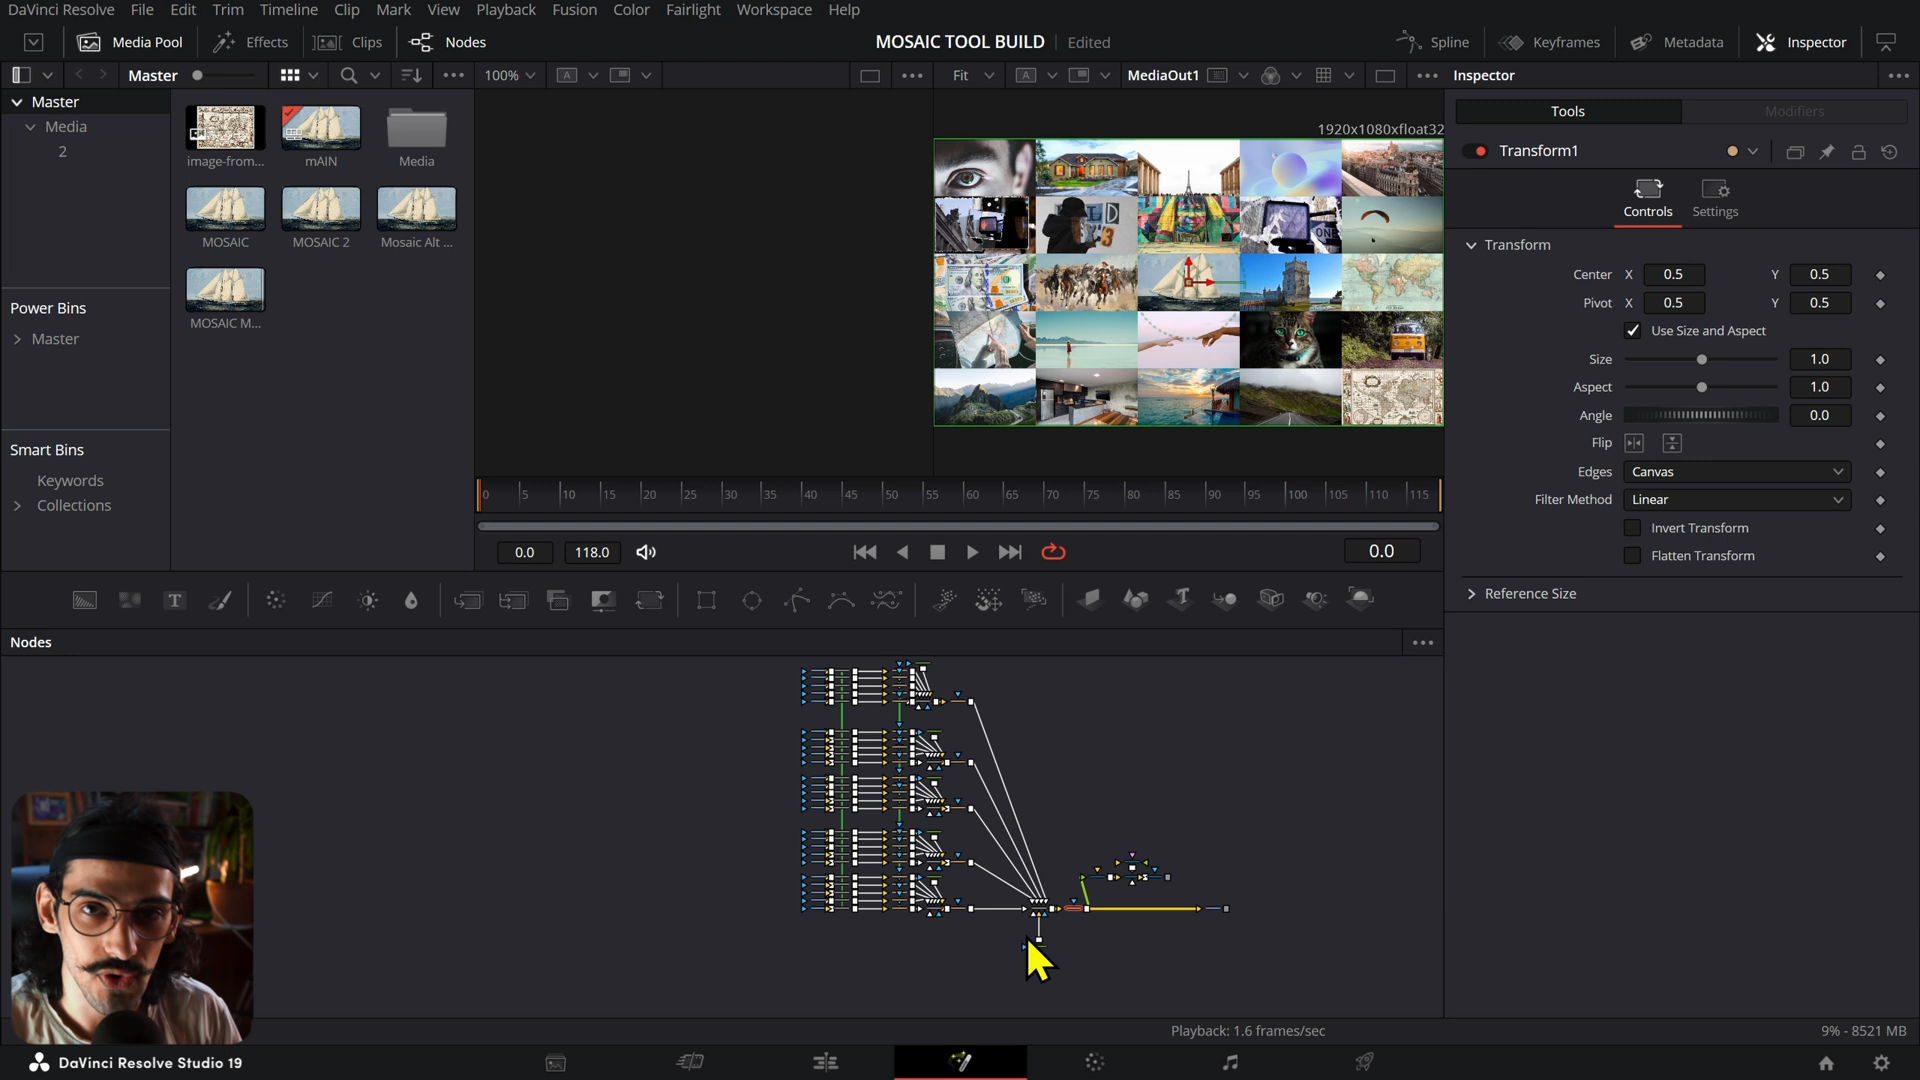 DaVinci Resolve File Edit Trim Timeline Clip Mark View Playback Fusion Color Fairlight Workspace Help
Media Pool Effects Clips Nodes MOSAIC TOOL BUILD Edited Spline Keyframes Metadata Inspector
Master 100% A Fit A MediaOut1 Inspector
Master
Media
2
image-from...
mAIN
Media
MOSAIC
MOSAIC 2
Mosaic Alt ...
MOSAIC M...
Power Bins
Master
Smart Bins
Keywords
Collections
1920x1080xfloat32
0 5 10 15 20 25 30 35 40 45 50 55 60 65 70 75 80 85 90 95 100 105 110 115
0.0 118.0 0.0
Tools Modifiers
Transform1
Controls Settings
Transform
Center X 0.5 Y 0.5
Pivot X 0.5 Y 0.5
Use Size and Aspect
Size 1.0
Aspect 1.0
Angle 0.0
Flip
Edges Canvas
Filter Method Linear
Invert Transform
Flatten Transform
Reference Size
T
Nodes
Playback: 1.6 frames/sec 9% - 8521 MB
DaVinci Resolve Studio 19